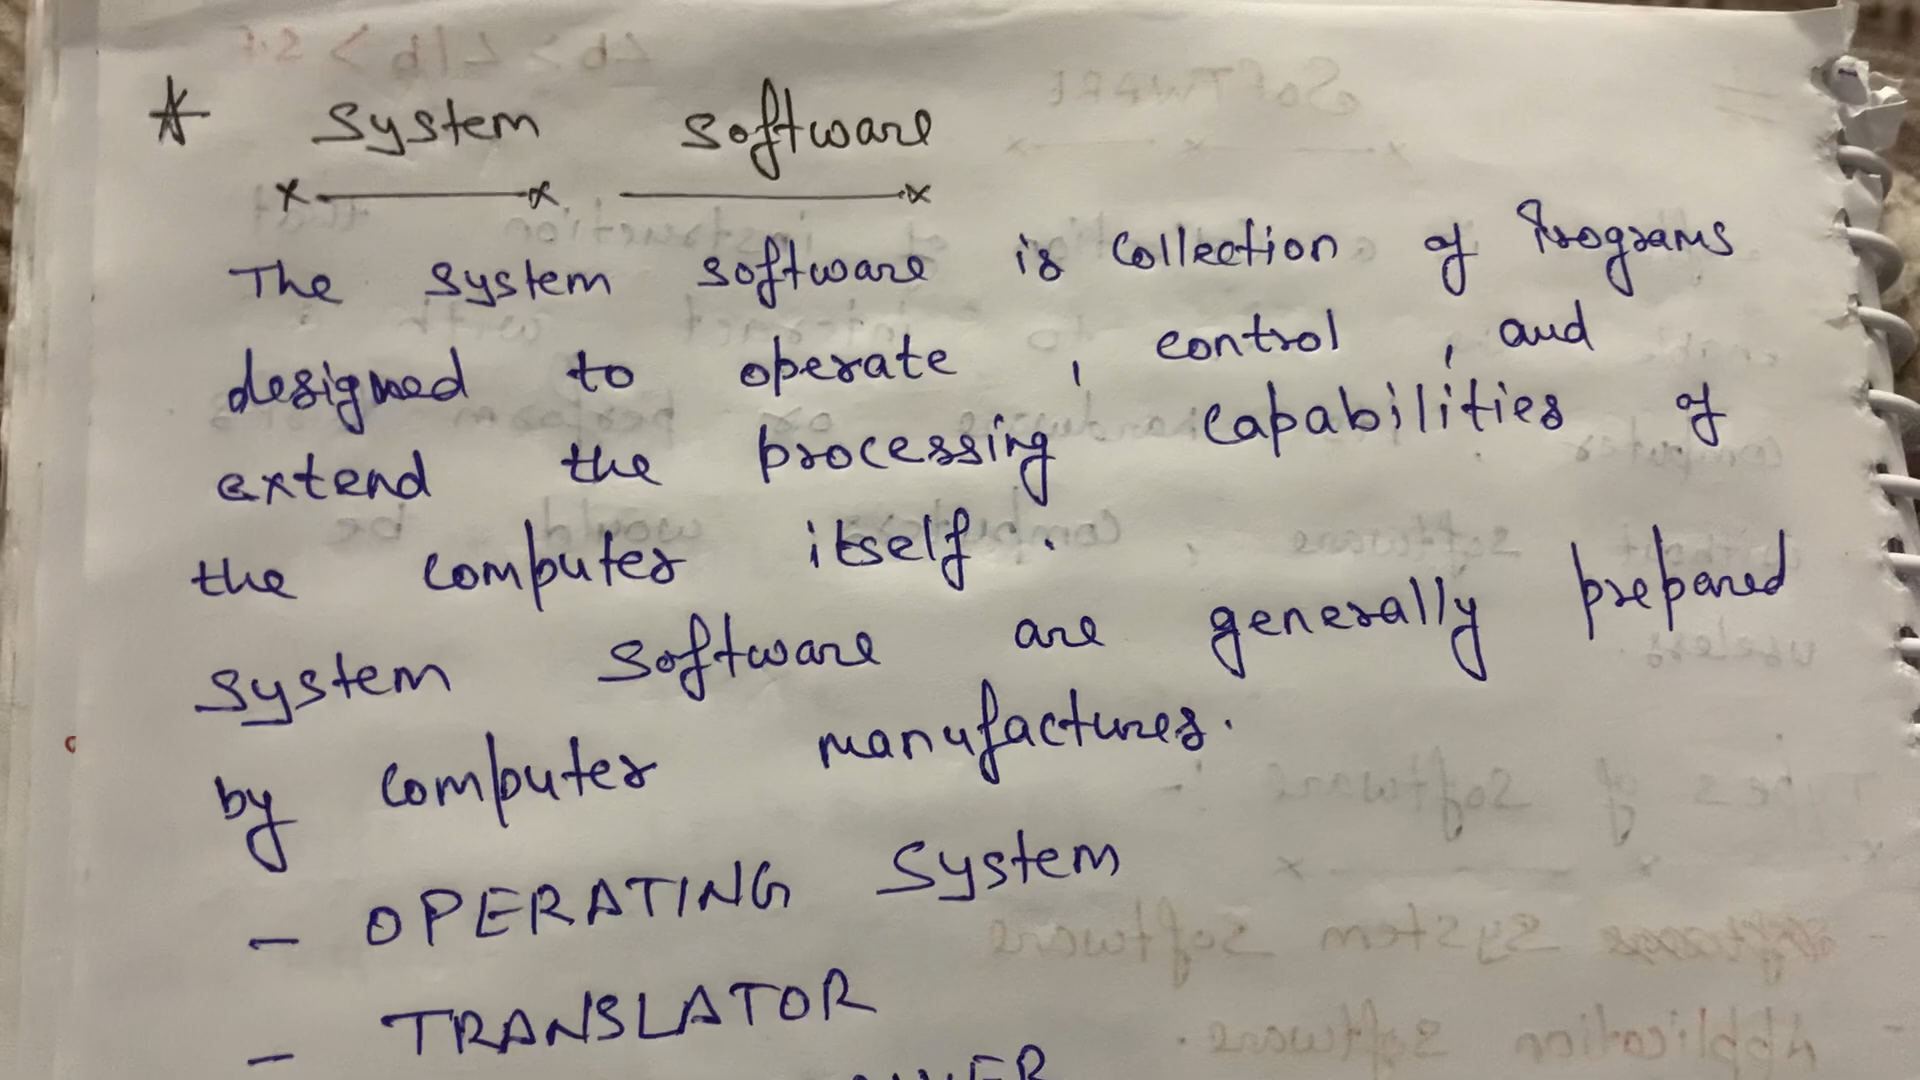 * System Software
The System Software is Collection of Programs
designed to operate , control , and
extend the processing capabilities of
the computer itself.
System Software are generally prepared
by computer manufactures.
- OPERATING System
- TRANSLATOR